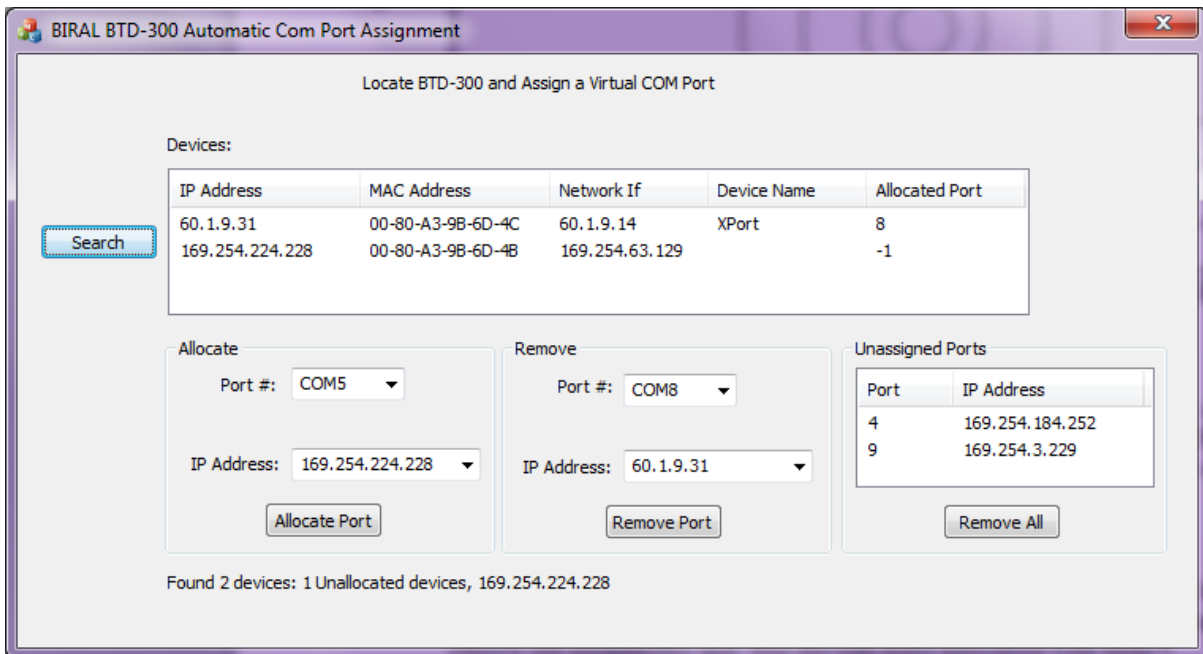 BIRAL BTD-300 Automatic Com Port Assignment
X
Locate BTD-300 and Assign a Virtual COM Port
Devices:
IP Address MAC Address Network If Device Name Allocated Port
60.1.9.31 00-80-A3-9B-6D-4C 60.1.9.14 XPort 8
169.254.224.228 00-80-A3-9B-6D-4B 169.254.63.129 -1
Search
Allocate
Port #: COM5
IP Address: 169.254.224.228
Allocate Port
Remove
Port #: COM8
IP Address: 60.1.9.31
Remove Port
Unassigned Ports
Port IP Address
4 169.254.184.252
9 169.254.3.229
Remove All
Found 2 devices: 1 Unallocated devices, 169.254.224.228